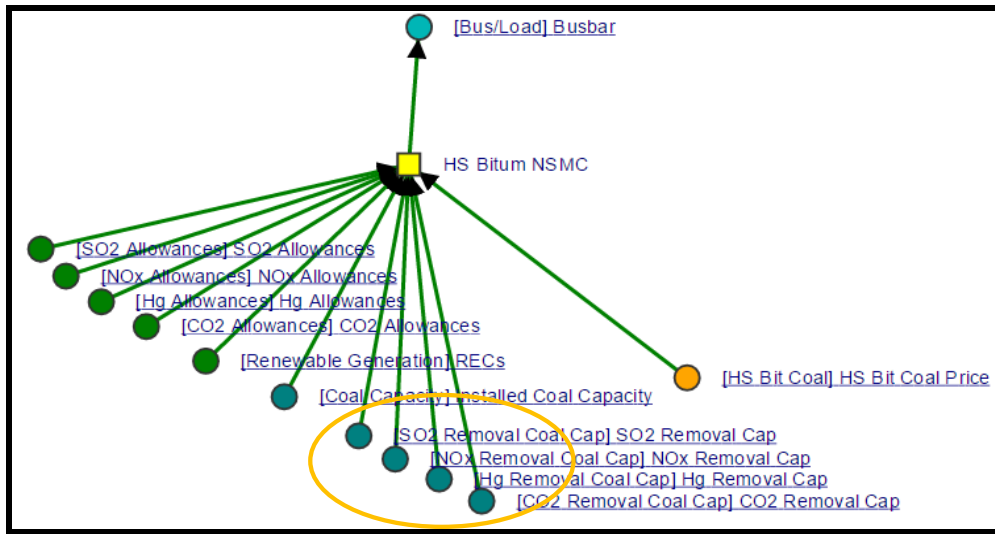 [Bus/Load] Busbar
HS Bitum NSMC
[SO2 Allowances] SO2 Allowances
[NOx Allowances] NOx Allowances
[Hg Allowances] Hg Allowances
[CO2 Allowances] CO2 Allowances
[Renewable Generation] RECs
[HS Bit Coal] HS Bit Coal Price
[Coal Capacity] Installed Coal Capacity
[SO2 Removal Coal Cap] SO2 Removal Cap
[NOx Removal Coal Cap] NOx Removal Cap
[Hg Removal Coal Cap] Hg Removal Cap
[CO2 Removal Coal Cap] CO2 Removal Cap